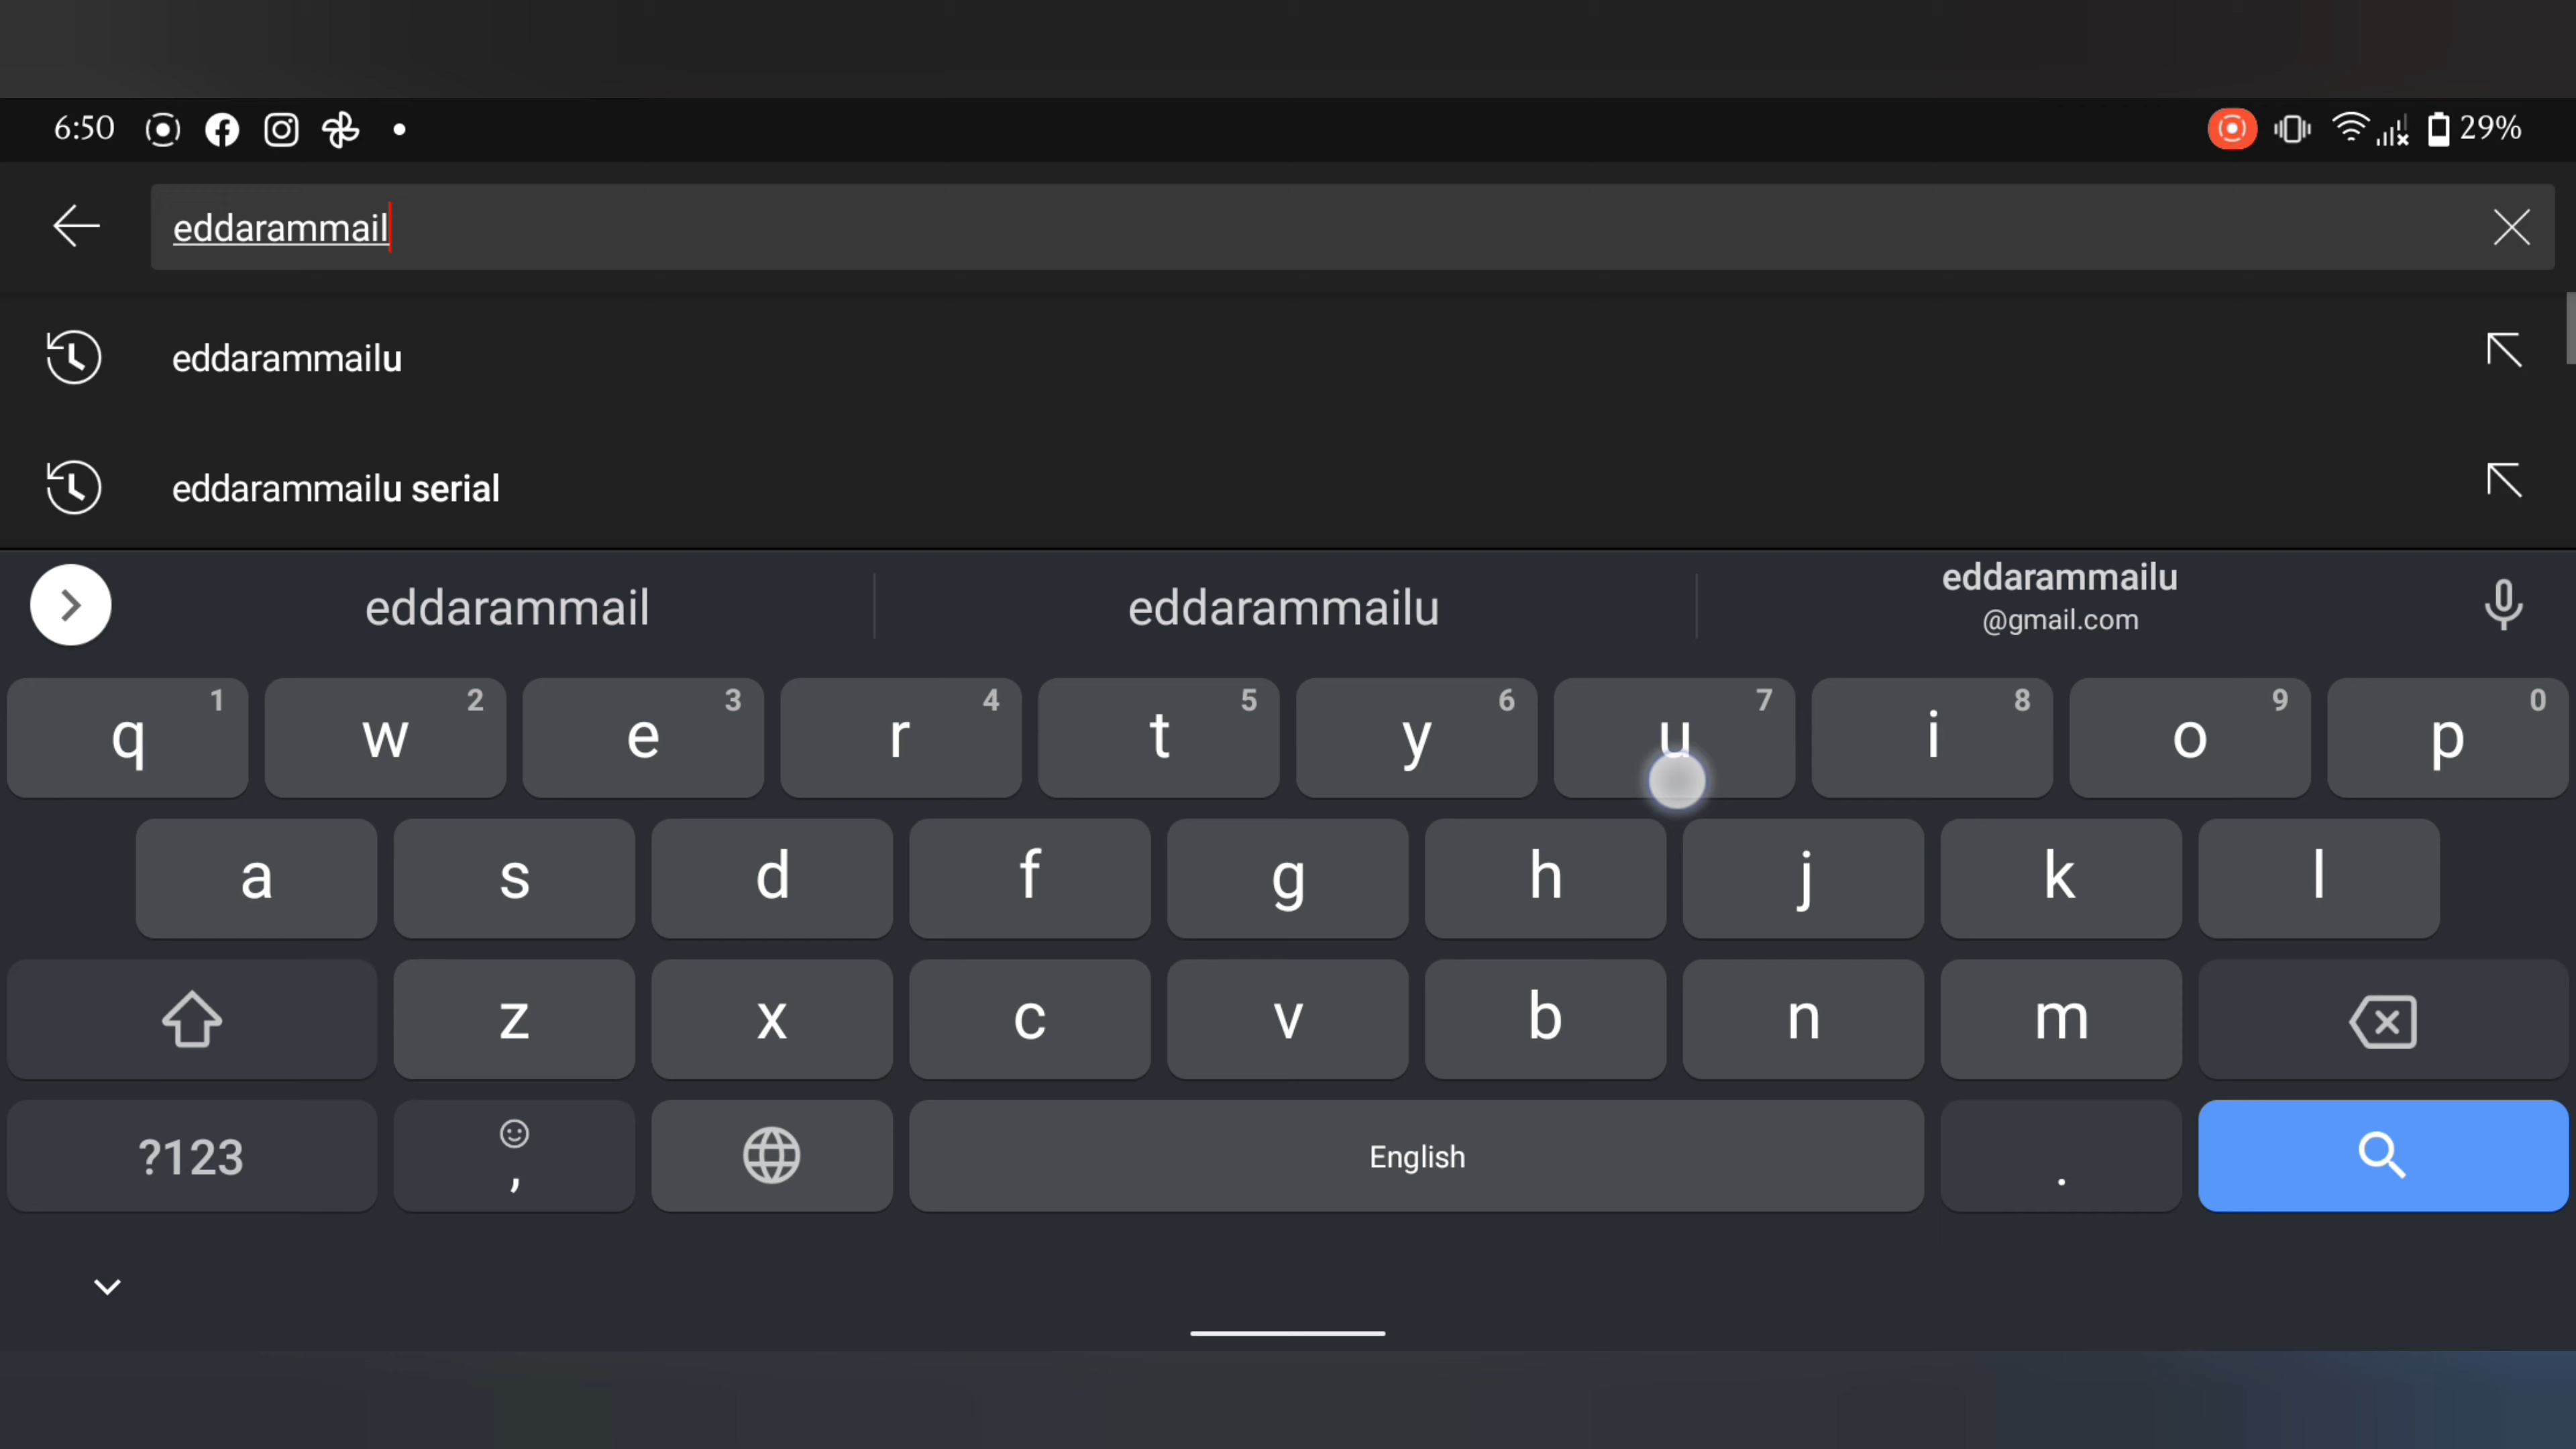 6:50 29%
eddarammail
eddarammailu
eddarammailu serial
eddarammail eddarammailu eddarammailu
@gmail.com
q 1 w 2 e 3 r 4 t 5 y 6 u 7 i 8 o 9 p 0
a s d f g h j k l
z x c v b n m
?123 , English .